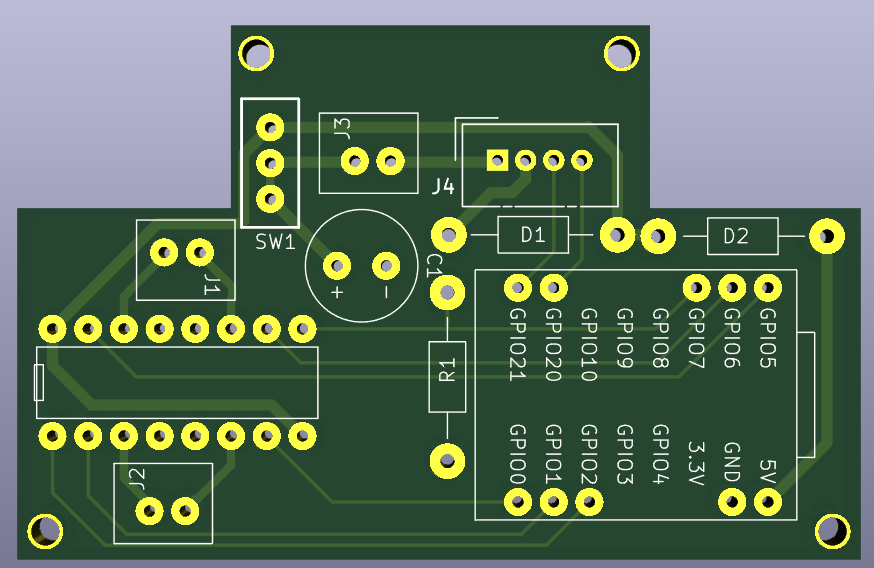 J3
J4
SW1
D1
D2
J1
C1
+
-
R1
GPIO21
GPIO20
GPIO10
GPIO9
GPIO8
GPIO7
GPIO6
GPIO5
GPIO0
GPIO1
GPIO2
GPIO3
GPIO4
3.3V
GND
5V
J2